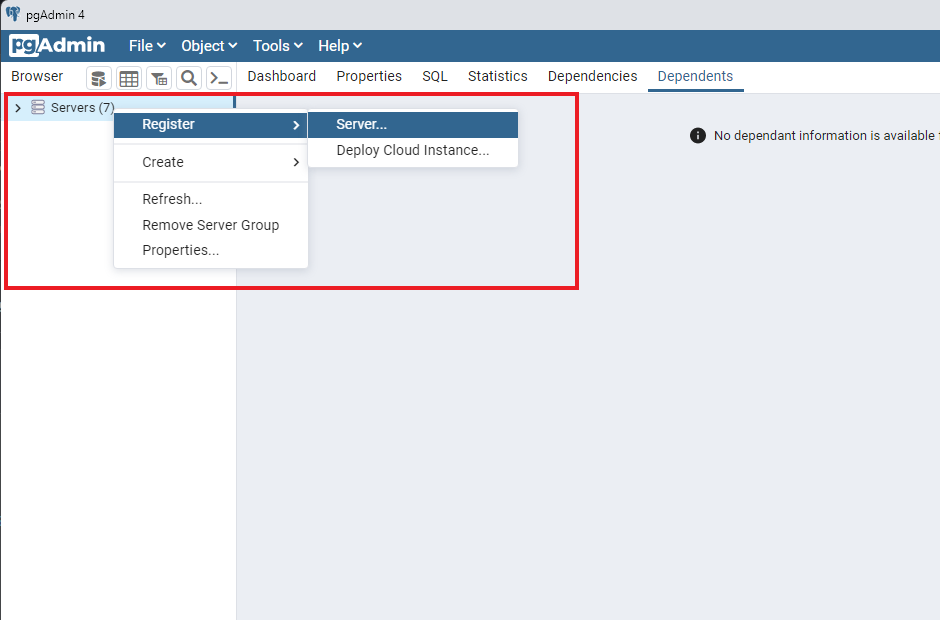 pgAdmin 4
pgAdmin File Object Tools Help
Browser Dashboard Properties SQL Statistics Dependencies Dependents
Servers (7)
Register
Server...
Deploy Cloud Instance...
Create
Refresh...
Remove Server Group
Properties...
No dependant information is available